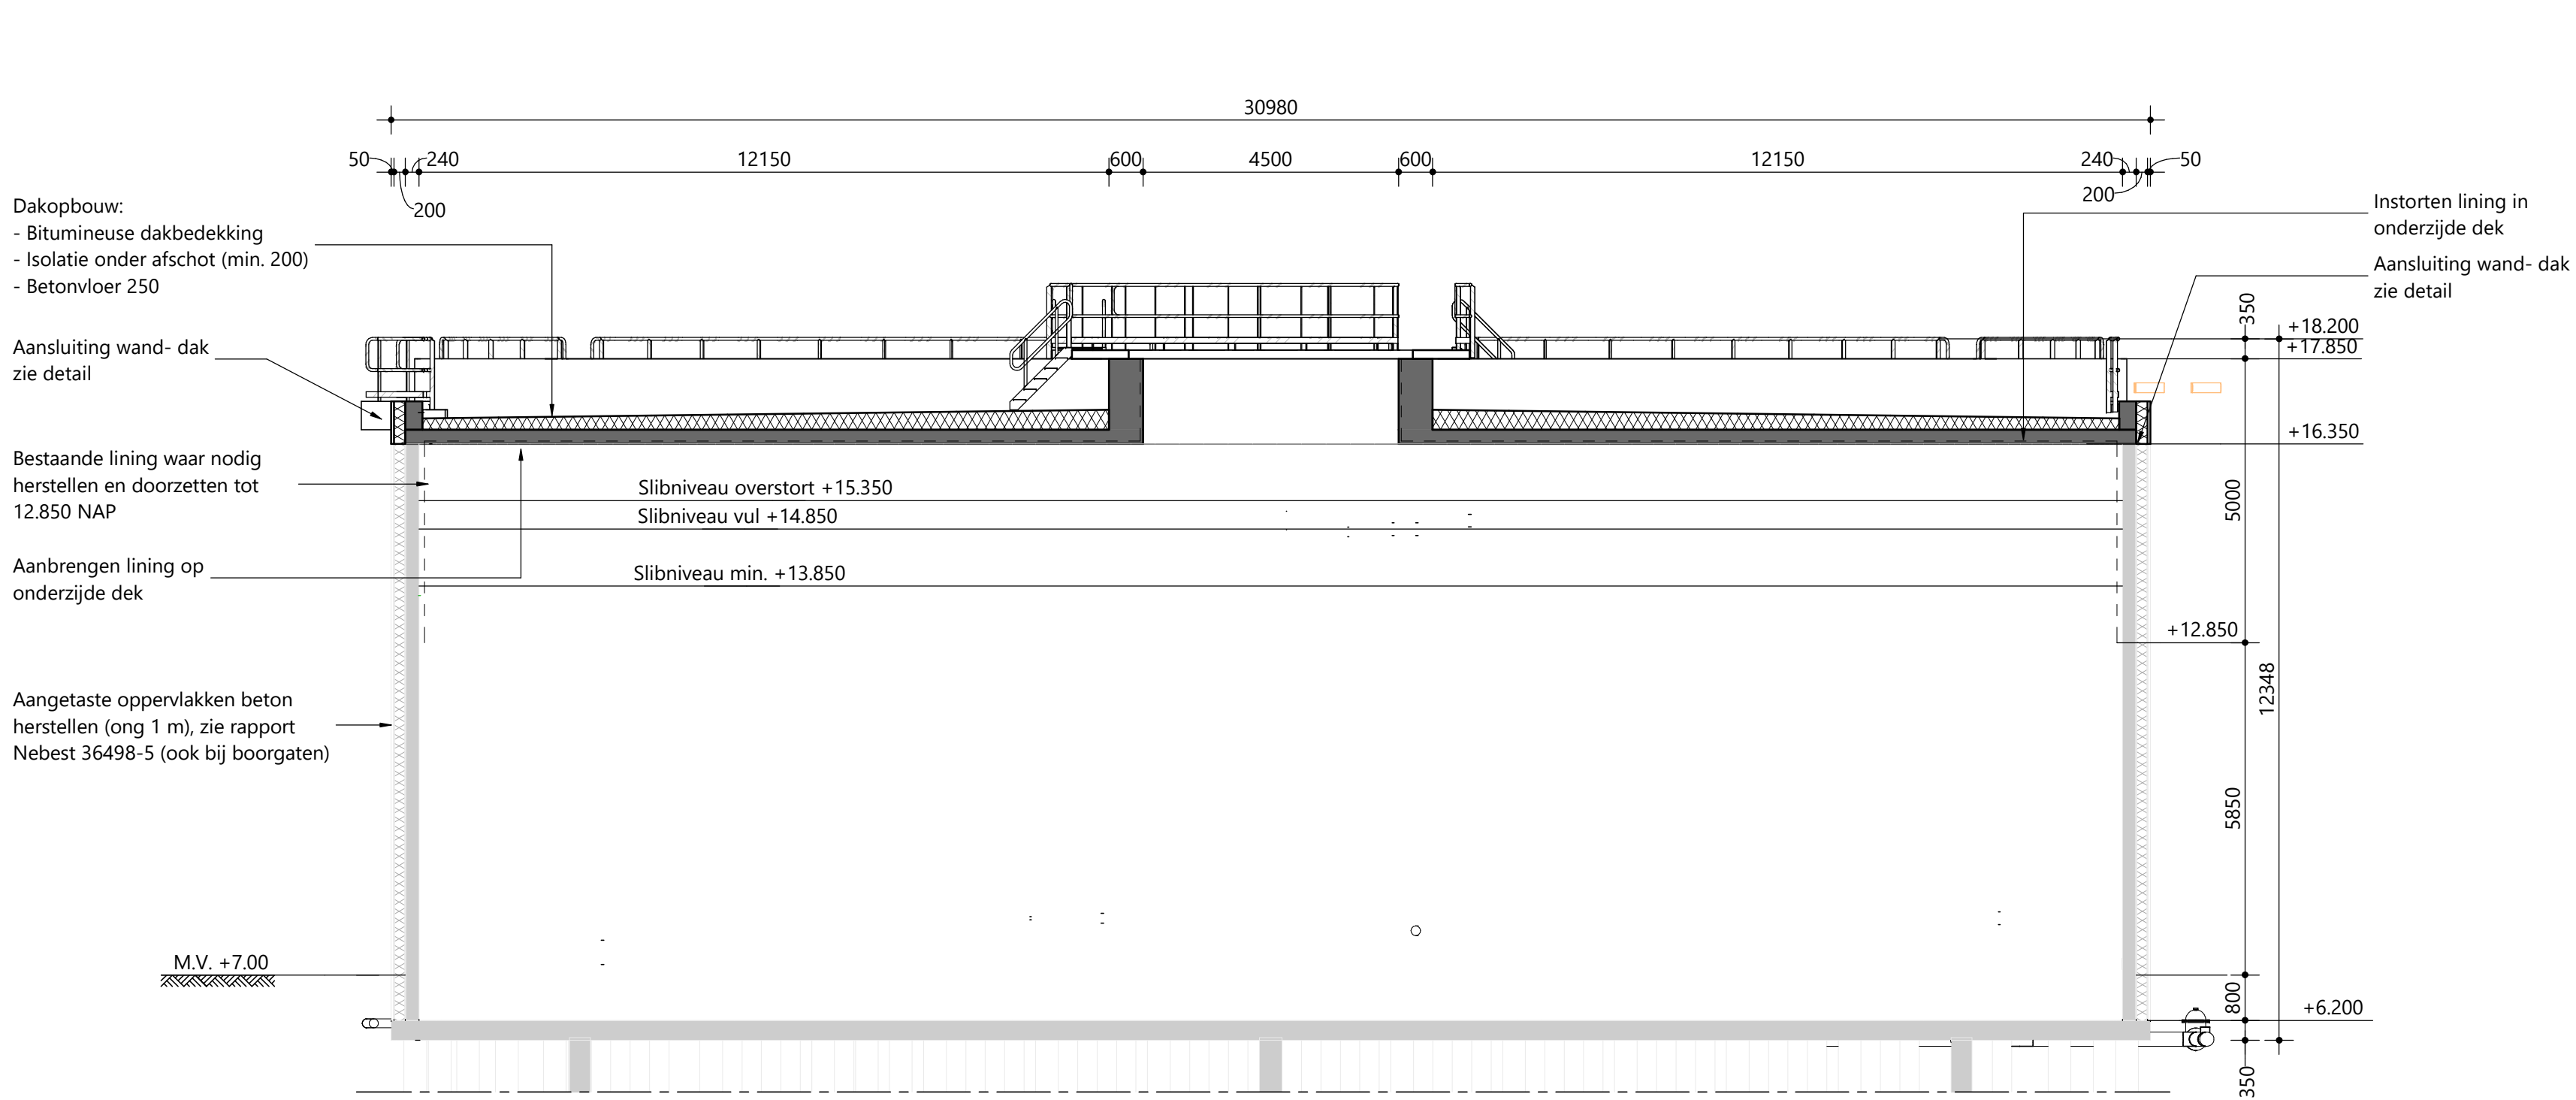 30980
50
240
12150
600
4500
600
12150
240
50
200
200
Dakopbouw:
- Bitumineuse dakbedekking
- Isolatie onder afschot (min. 200)
- Betonvloer 250
Instorten lining in
onderzijde dek
Aansluiting wand- dak
zie detail
Aansluiting wand- dak
zie detail
350
+18.200
+17.850
+16.350
Bestaande lining waar nodig
herstellen en doorzetten tot
12.850 NAP
Slibniveau overstort +15.350
Slibniveau vul +14.850
5000
Aanbrengen lining op
onderzijde dek
Slibniveau min. +13.850
+12.850
12348
Aangetaste oppervlakken beton
herstellen (ong 1 m), zie rapport
Nebest 36498-5 (ook bij boorgaten)
5850
M.V. +7.00
800
+6.200
350